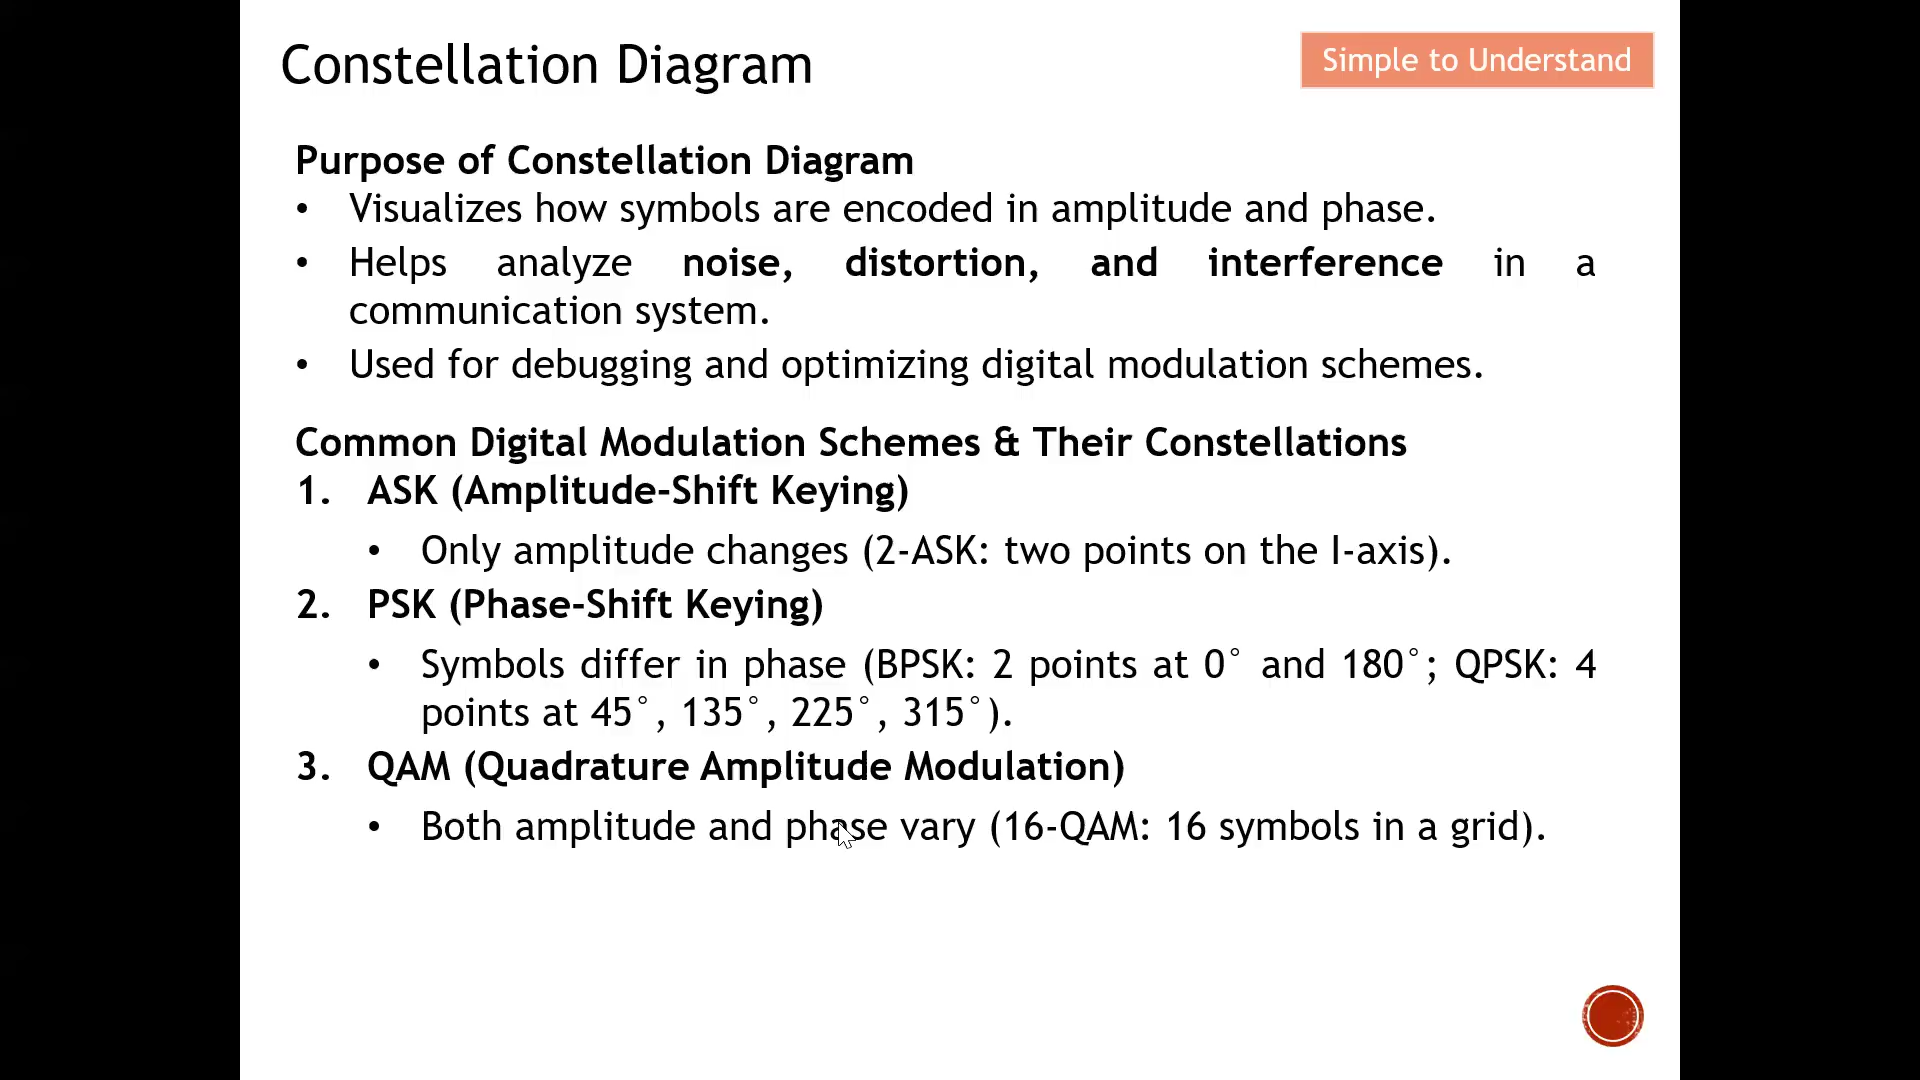 Constellation Diagram
Simple to Understand
Purpose of Constellation Diagram
• Visualizes how symbols are encoded in amplitude and phase.
• Helps analyze noise, distortion, and interference in a
communication system.
• Used for debugging and optimizing digital modulation schemes.
Common Digital Modulation Schemes & Their Constellations
1. ASK (Amplitude-Shift Keying)
• Only amplitude changes (2-ASK: two points on the I-axis).
2. PSK (Phase-Shift Keying)
• Symbols differ in phase (BPSK: 2 points at 0° and 180°; QPSK: 4
points at 45°, 135°, 225°, 315°).
3. QAM (Quadrature Amplitude Modulation)
• Both amplitude and phase vary (16-QAM: 16 symbols in a grid).